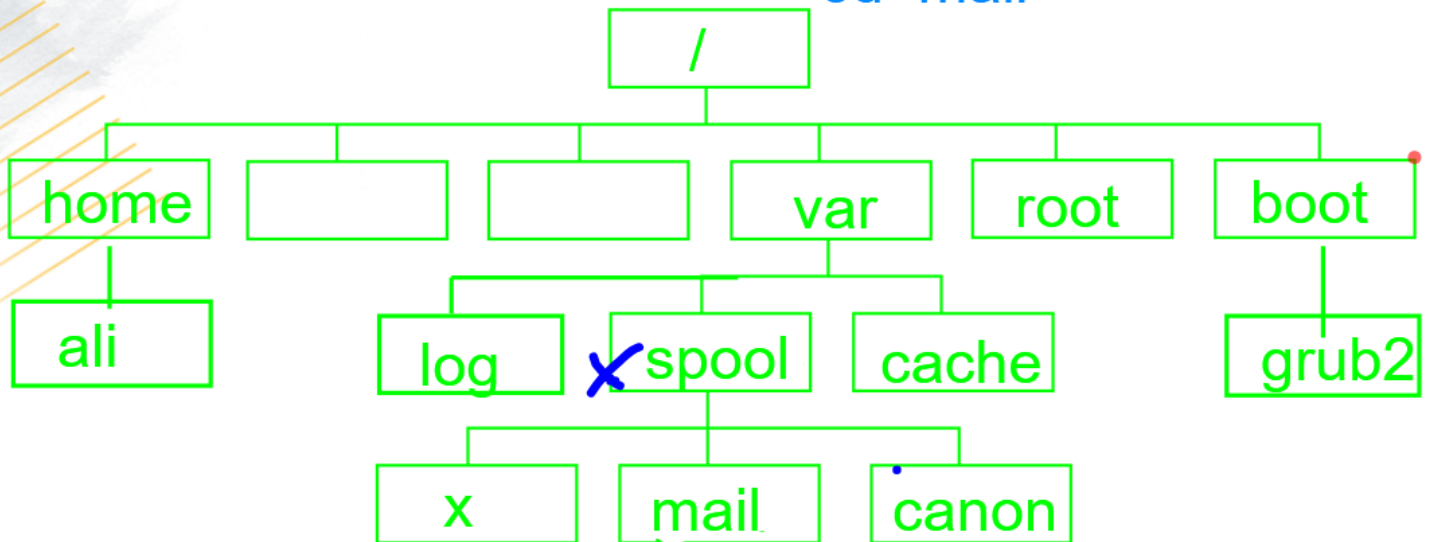 /
home
var
root
boot
ali
log
spool
cache
grub2
x
mail
canon